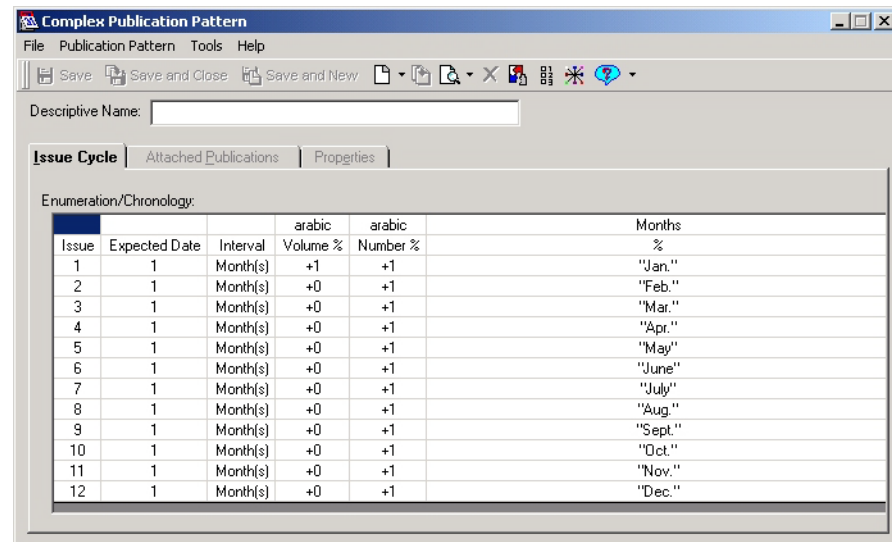 Complex Publication Pattern
File Publication Pattern Tools Help
Save Save and Close Save and New
Descriptive Name:
Issue Cycle Attached Publications Properties
Enumeration/Chronology:
arabic arabic Months
Issue Expected Date Interval Volume % Number % %
1 1 Month(s) +1 +1 "Jan."
2 1 Month(s) +0 +1 "Feb."
3 1 Month(s) +0 +1 "Mar."
4 1 Month(s) +0 +1 "Apr."
5 1 Month(s) +0 +1 "May"
6 1 Month(s) +0 +1 "June"
7 1 Month(s) +0 +1 "July"
8 1 Month(s) +0 +1 "Aug."
9 1 Month(s) +0 +1 "Sept."
10 1 Month(s) +0 +1 "Oct."
11 1 Month(s) +0 +1 "Nov."
12 1 Month(s) +0 +1 "Dec."